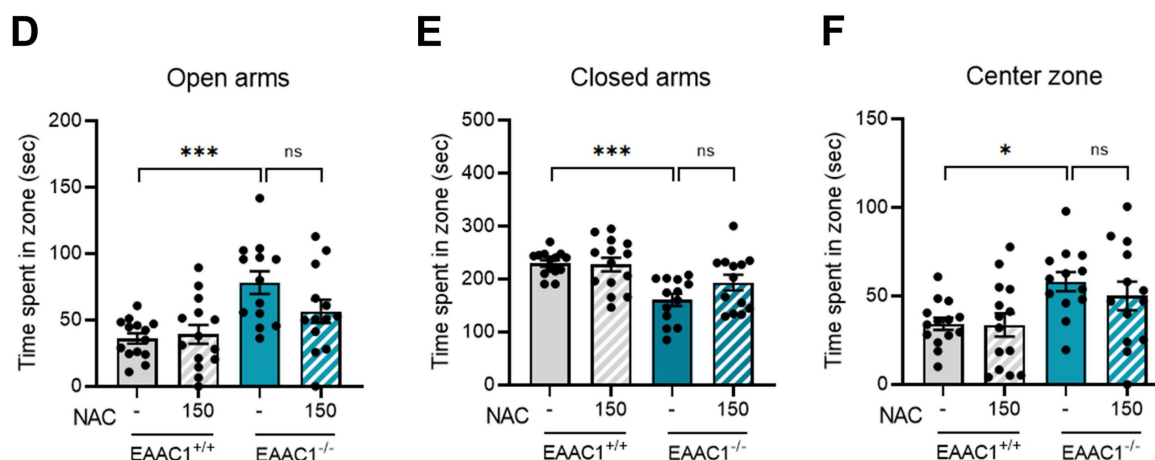 D
Open arms
Time spent in zone (sec)
200
150
100
50
0
*** ns
NAC - 150 - 150
EAAC1+/+ EAAC1-/-
E
Closed arms
Time spent in zone (sec)
500
400
300
200
100
0
*** ns
- 150 - 150
EAAC1+/+ EAAC1-/-
F
Center zone
Time spent in zone (sec)
150
100
50
0
* ns
NAC - 150 - 150
EAAC1+/+ EAAC1-/-